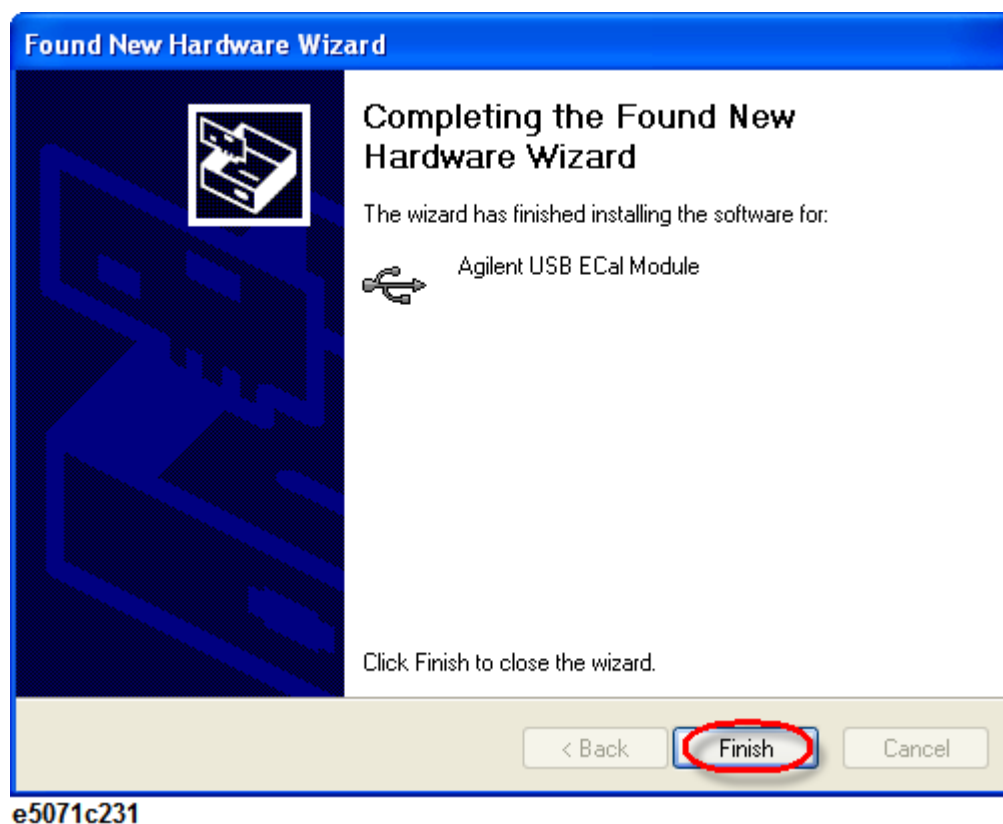 Found New Hardware Wizard
Completing the Found New
Hardware Wizard
The wizard has finished installing the software for:
Agilent USB ECal Module
Click Finish to close the wizard.
< Back Finish Cancel
e5071c231